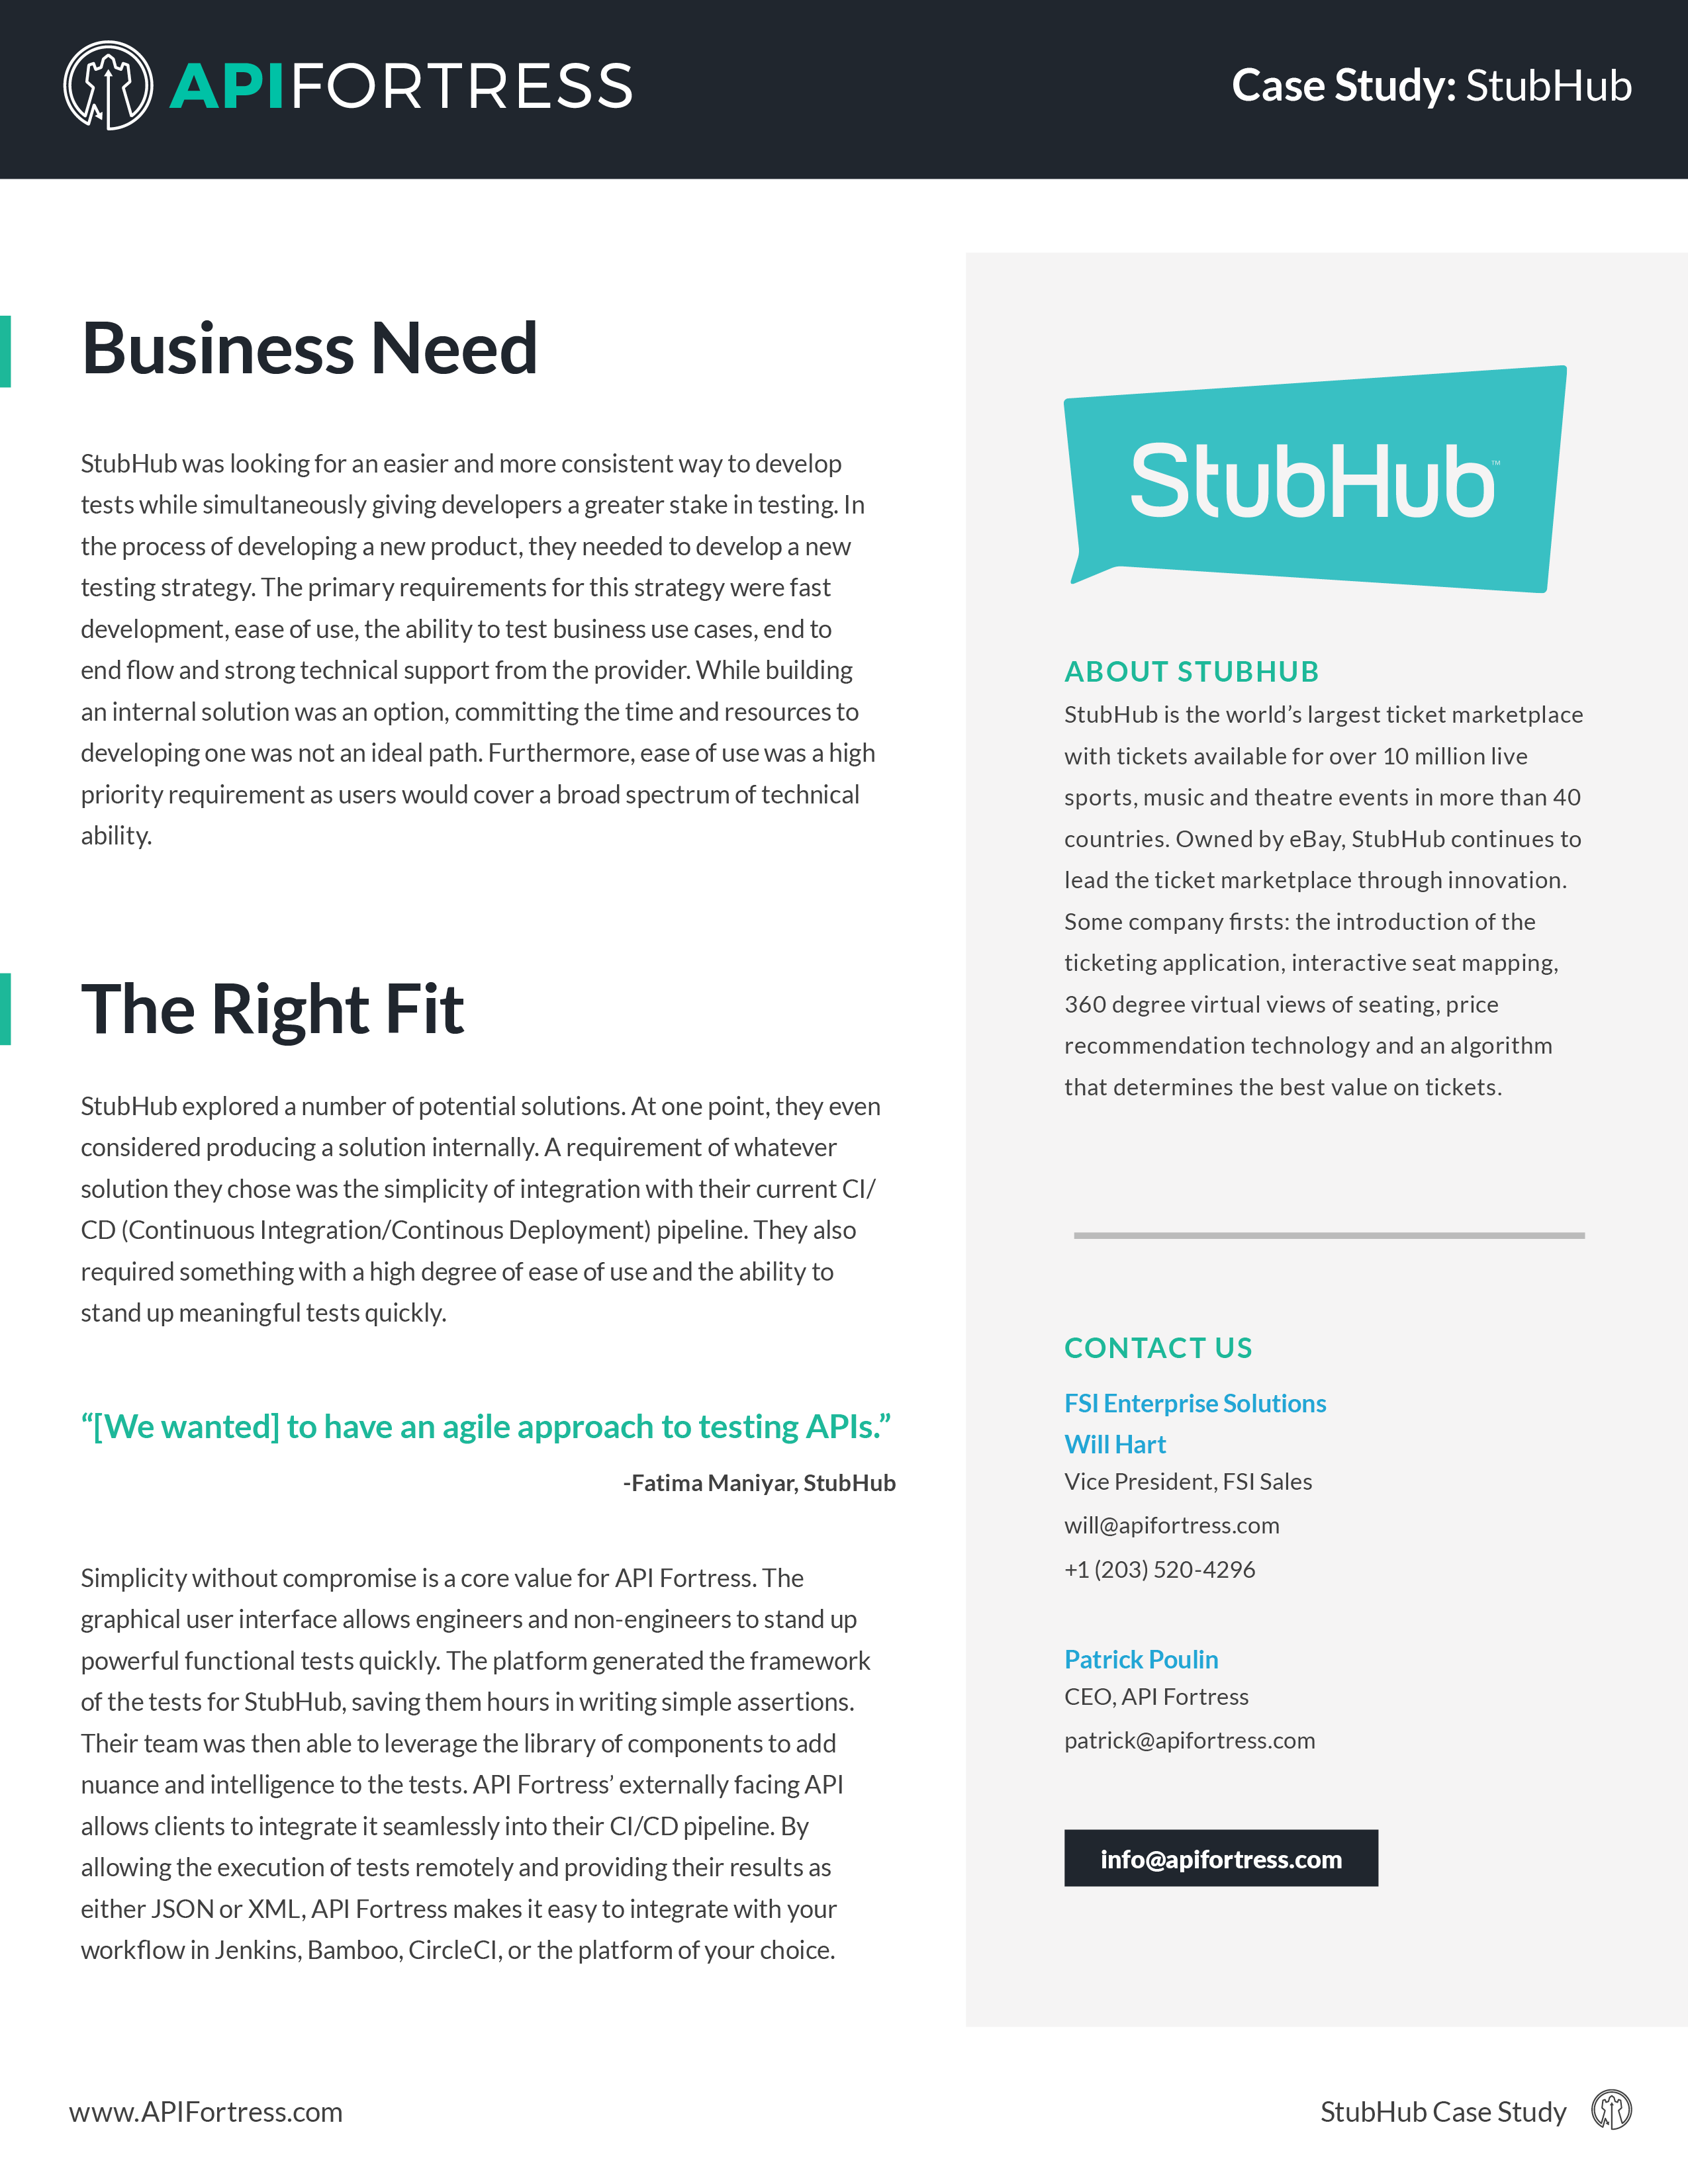 APIFORTRESS
Case Study: StubHub
Business Need
StubHub was looking for an easier and more consistent way to develop
tests while simultaneously giving developers a greater stake in testing. In
the process of developing a new product, they needed to develop a new
testing strategy. The primary requirements for this strategy were fast
development, ease of use, the ability to test business use cases, end to
end flow and strong technical support from the provider. While building
an internal solution was an option, committing the time and resources to
developing one was not an ideal path. Furthermore, ease of use was a high
priority requirement as users would cover a broad spectrum of technical
ability.
The Right Fit
StubHub explored a number of potential solutions. At one point, they even
considered producing a solution internally. A requirement of whatever
solution they chose was the simplicity of integration with their current CI/
CD (Continuous Integration/Continous Deployment) pipeline. They also
required something with a high degree of ease of use and the ability to
stand up meaningful tests quickly.
“[We wanted] to have an agile approach to testing APIs.”
-Fatima Maniyar, StubHub
Simplicity without compromise is a core value for API Fortress. The
graphical user interface allows engineers and non-engineers to stand up
powerful functional tests quickly. The platform generated the framework
of the tests for StubHub, saving them hours in writing simple assertions.
Their team was then able to leverage the library of components to add
nuance and intelligence to the tests. API Fortress’ externally facing API
allows clients to integrate it seamlessly into their CI/CD pipeline. By
allowing the execution of tests remotely and providing their results as
either JSON or XML, API Fortress makes it easy to integrate with your
workflow in Jenkins, Bamboo, CircleCI, or the platform of your choice.
StubHub™
ABOUT STUBHUB
StubHub is the world’s largest ticket marketplace
with tickets available for over 10 million live
sports, music and theatre events in more than 40
countries. Owned by eBay, StubHub continues to
lead the ticket marketplace through innovation.
Some company firsts: the introduction of the
ticketing application, interactive seat mapping,
360 degree virtual views of seating, price
recommendation technology and an algorithm
that determines the best value on tickets.
CONTACT US
FSI Enterprise Solutions
Will Hart
Vice President, FSI Sales
will@apifortress.com
+1 (203) 520-4296
Patrick Poulin
CEO, API Fortress
patrick@apifortress.com
info@apifortress.com
www.APIFortress.com
StubHub Case Study